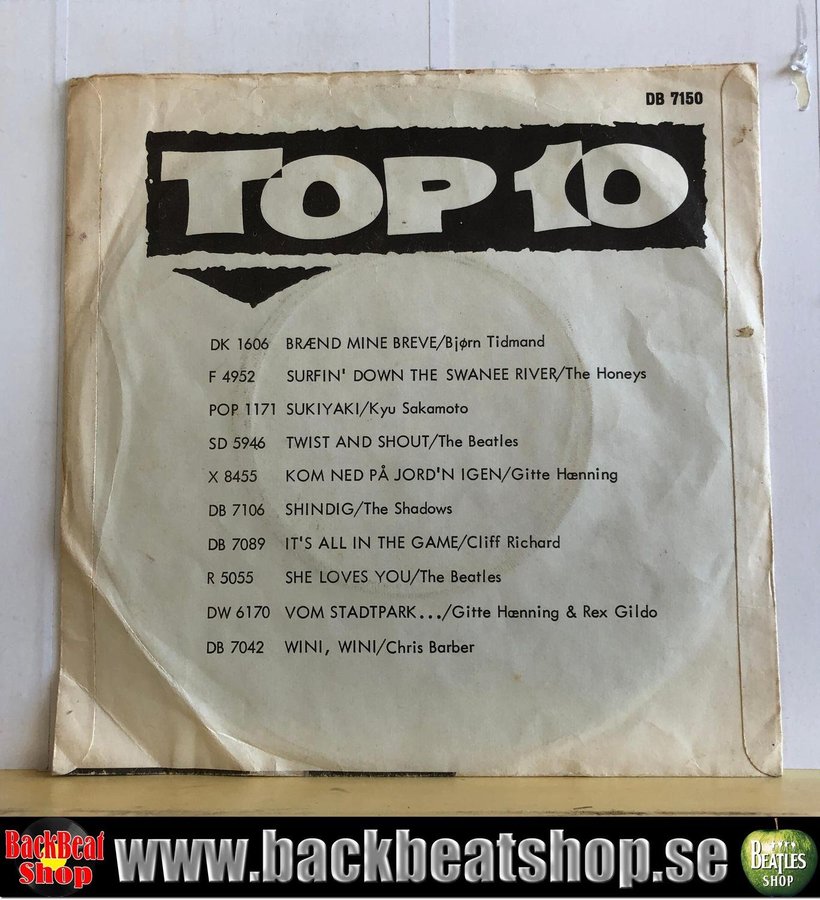 DB 7150
TOP 10
DK 1606 BRÆND MINE BREVE/Bjørn Tidmand
F 4952 SURFIN' DOWN THE SWANEE RIVER/The Honeys
POP 1171 SUKIYAKI/Kyu Sakamoto
SD 5946 TWIST AND SHOUT/The Beatles
X 8455 KOM NED PÅ JORD'N IGEN/Gitte Hænning
DB 7106 SHINDIG/The Shadows
DB 7089 IT'S ALL IN THE GAME/Cliff Richard
R 5055 SHE LOVES YOU/The Beatles
DW 6170 VOM STADTPARK.../Gitte Hænning & Rex Gildo
DB 7042 WINI, WINI/Chris Barber
BackBeat
Shop
www.backbeatshop.se
BEATLES
SHOP